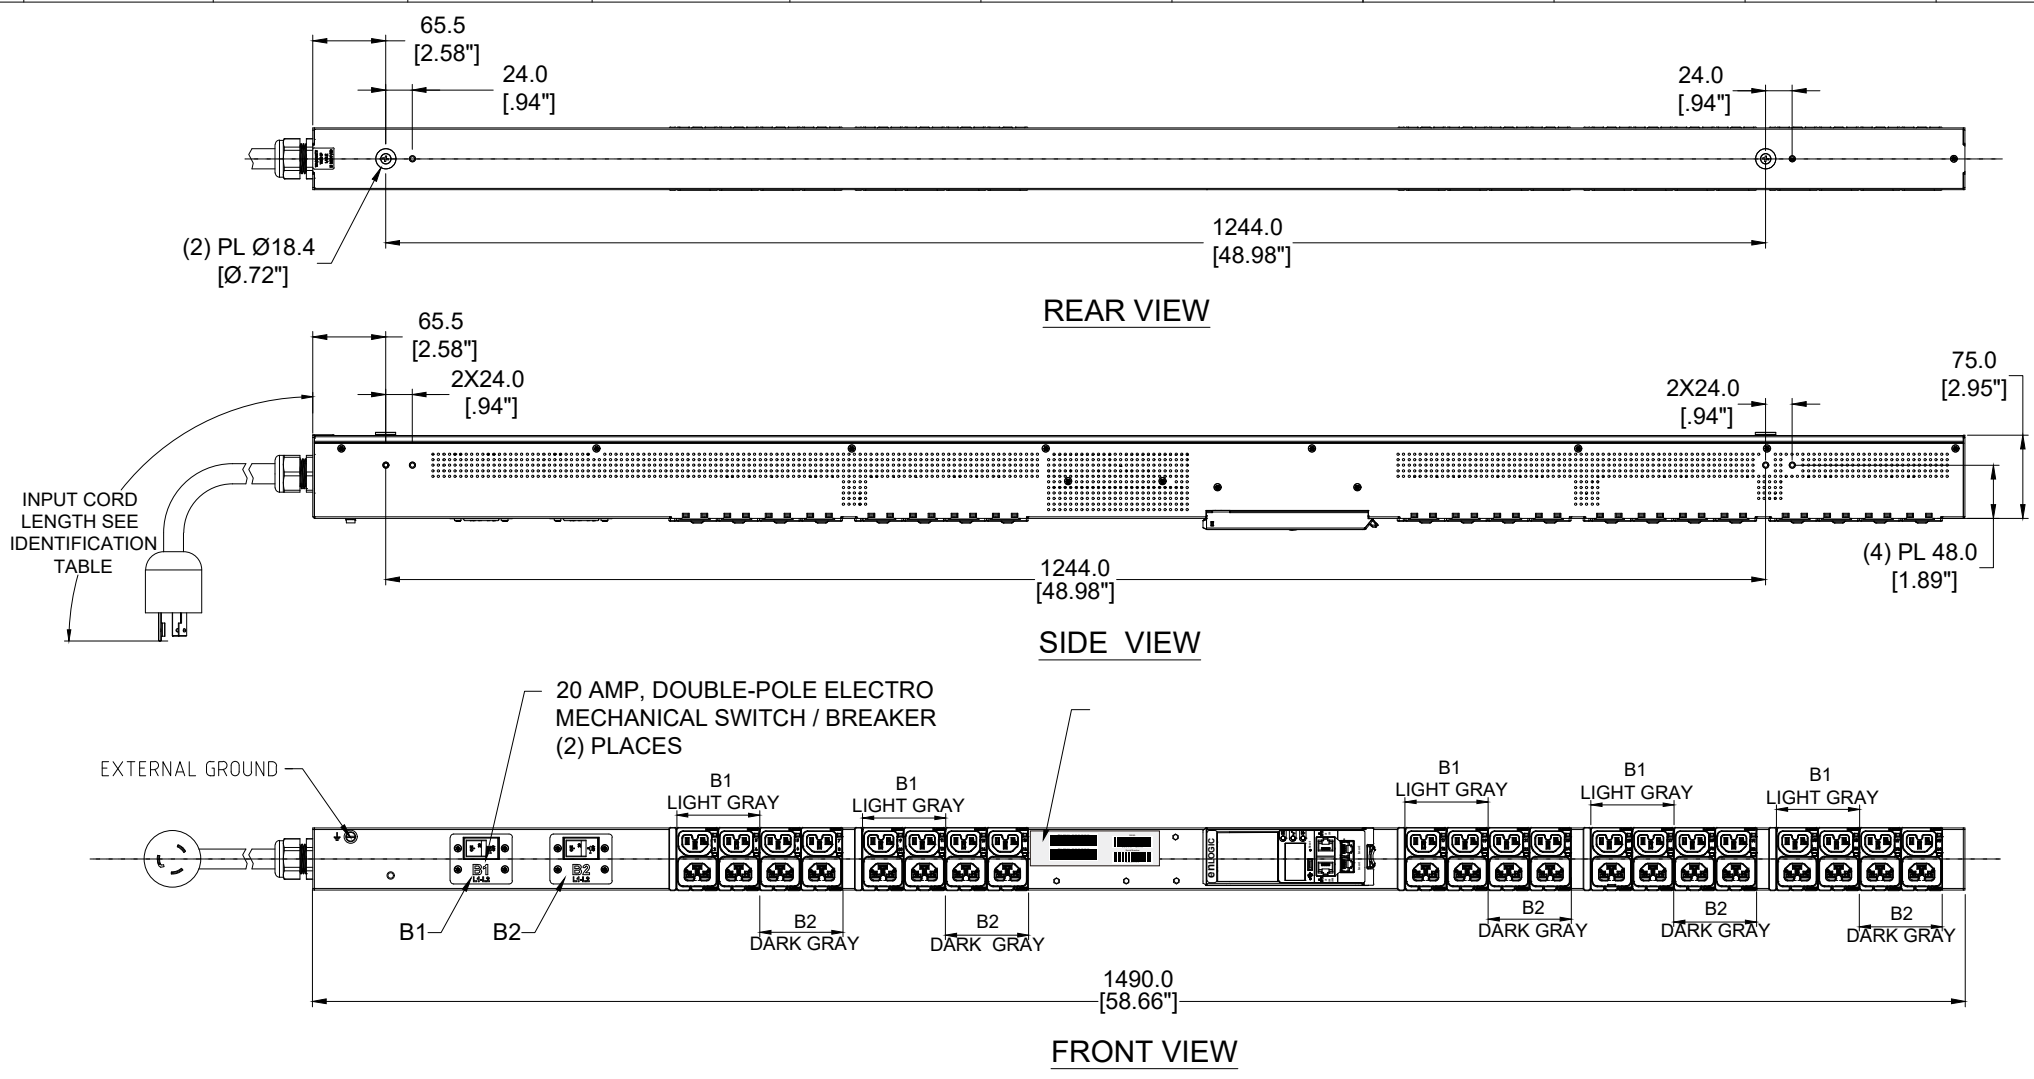 65.5
[2.58"]
24.0
[.94"]
24.0
[.94"]
(2) PL Ø18.4
[Ø.72"]
1244.0
[48.98"]
REAR VIEW
65.5
[2.58"]
2X24.0
[.94"]
2X24.0
[.94"]
75.0
[2.95"]
INPUT CORD
LENGTH SEE
IDENTIFICATION
TABLE
1244.0
[48.98"]
(4) PL 48.0
[1.89"]
SIDE VIEW
20 AMP, DOUBLE-POLE ELECTRO
MECHANICAL SWITCH / BREAKER
(2) PLACES
EXTERNAL GROUND
B1
LIGHT GRAY
B1
LIGHT GRAY
B1
LIGHT GRAY
B1
LIGHT GRAY
B1
LIGHT GRAY
B1
L1-L2
B2
L1-L2
enLOGIC
B1
B2
B2
DARK GRAY
B2
DARK GRAY
B2
DARK GRAY
B2
DARK GRAY
B2
DARK GRAY
1490.0
[58.66"]
FRONT VIEW